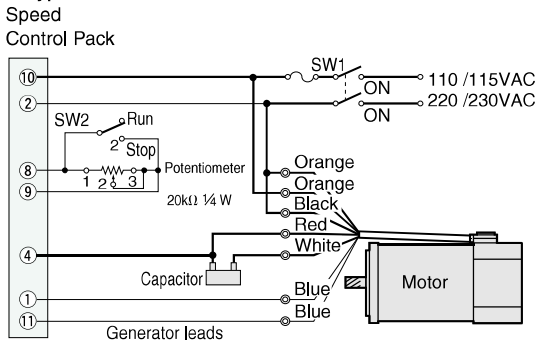 Speed
Control Pack
SW1
10
ON
110 /115VAC
2
ON
220 /230VAC
SW2
Run
2
Stop
8
1 2 3
Potentiometer
9
20kΩ ¼ W
Orange
Orange
Black
Red
White
4
Capacitor
Motor
1
Blue
11
Blue
Generator leads